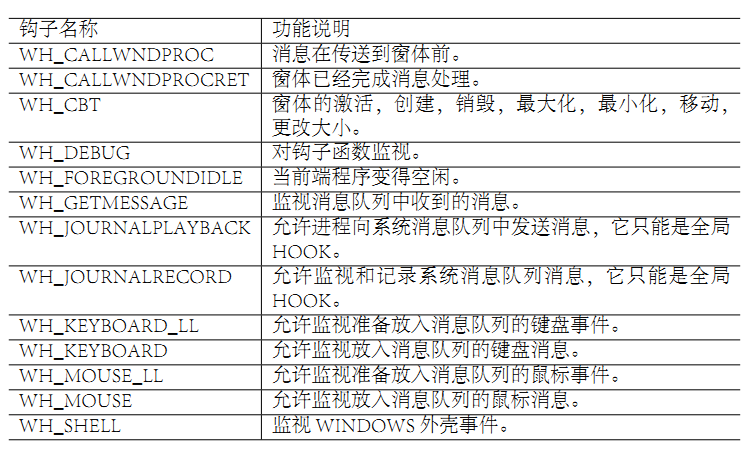 钩子名称 功能说明
WH_CALLWNDPROC 消息在传送到窗体前。
WH_CALLWNDPROCRET 窗体已经完成消息处理。
WH_CBT 窗体的激活，创建，销毁，最大化，最小化，移动，
更改大小。
WH_DEBUG 对钩子函数监视。
WH_FOREGROUNDIDLE 当前端程序变得空闲。
WH_GETMESSAGE 监视消息队列中收到的消息。
WH_JOURNALPLAYBACK 允许进程向系统消息队列中发送消息，它只能是全局
HOOK。
WH_JOURNALRECORD 允许监视和记录系统消息队列消息，它只能是全局
HOOK。
WH_KEYBOARD_LL 允许监视准备放入消息队列的键盘事件。
WH_KEYBOARD 允许监视放入消息队列的键盘消息。
WH_MOUSE_LL 允许监视准备放入消息队列的鼠标事件。
WH_MOUSE 允许监视放入消息队列的鼠标消息。
WH_SHELL 监视 WINDOWS 外壳事件。